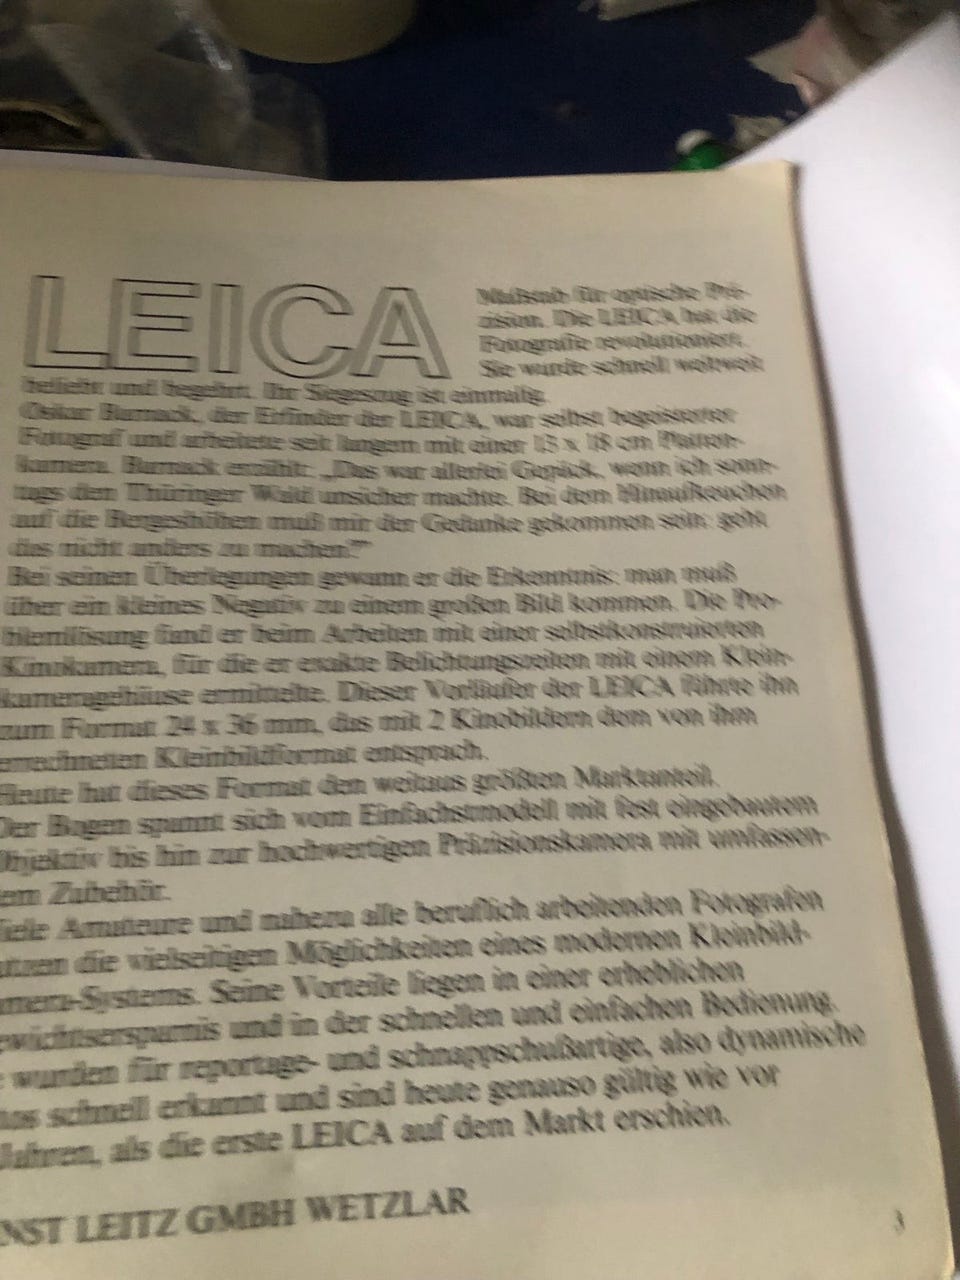 LEICA
Maßstab für optische Prä-
zision. Die LEICA hat die
Fotografie revolutioniert.
Sie wurde schnell weltweit
beliebt und begehrt. Ihr Siegeszug ist einmalig.
Oskar Barnack, der Erfinder der LEICA, war selbst begeisterter
Fotograf und arbeitete seit langem mit einer 13 x 18 cm Platten-
kamera. Barnack erzählt: „Das war allerlei Gepäck, wenn ich sonn-
tags den Thüringer Wald unsicher machte. Bei dem Hinaufkeuchen
auf die Bergeshöhen muß mir der Gedanke gekommen sein: geht
das nicht anders zu machen?"
Bei seinen Überlegungen gewann er die Erkenntnis: man muß
über ein kleines Negativ zu einem großen Bild kommen. Die Pro-
blemlösung fand er beim Arbeiten mit einer selbstkonstruierten
Kinokamera, für die er exakte Belichtungszeiten mit einem Klein-
kameragehäuse ermittelte. Dieser Vorläufer der LEICA führte ihn
zum Format 24 x 36 mm, das mit 2 Kinobildern dem von ihm
errechneten Kleinbildformat entsprach.
Heute hat dieses Format den weitaus größten Marktanteil.
Der Bogen spannt sich vom Einfachstmodell mit fest eingebautem
Objektiv bis hin zur hochwertigen Präzisionskamera mit umfassen-
em Zubehör.
iele Amateure und nahezu alle beruflich arbeitenden Fotografen
utzen die vielseitigen Möglichkeiten eines modernen Kleinbild-
mera-Systems. Seine Vorteile liegen in einer erheblichen
ewichtsersparnis und in der schnellen und einfachen Bedienung.
wurden für reportage- und schnappschußartige, also dynamische
tos schnell erkannt und sind heute genauso gültig wie vor
Jahren, als die erste LEICA auf dem Markt erschien.
NST LEITZ GMBH WETZLAR
3